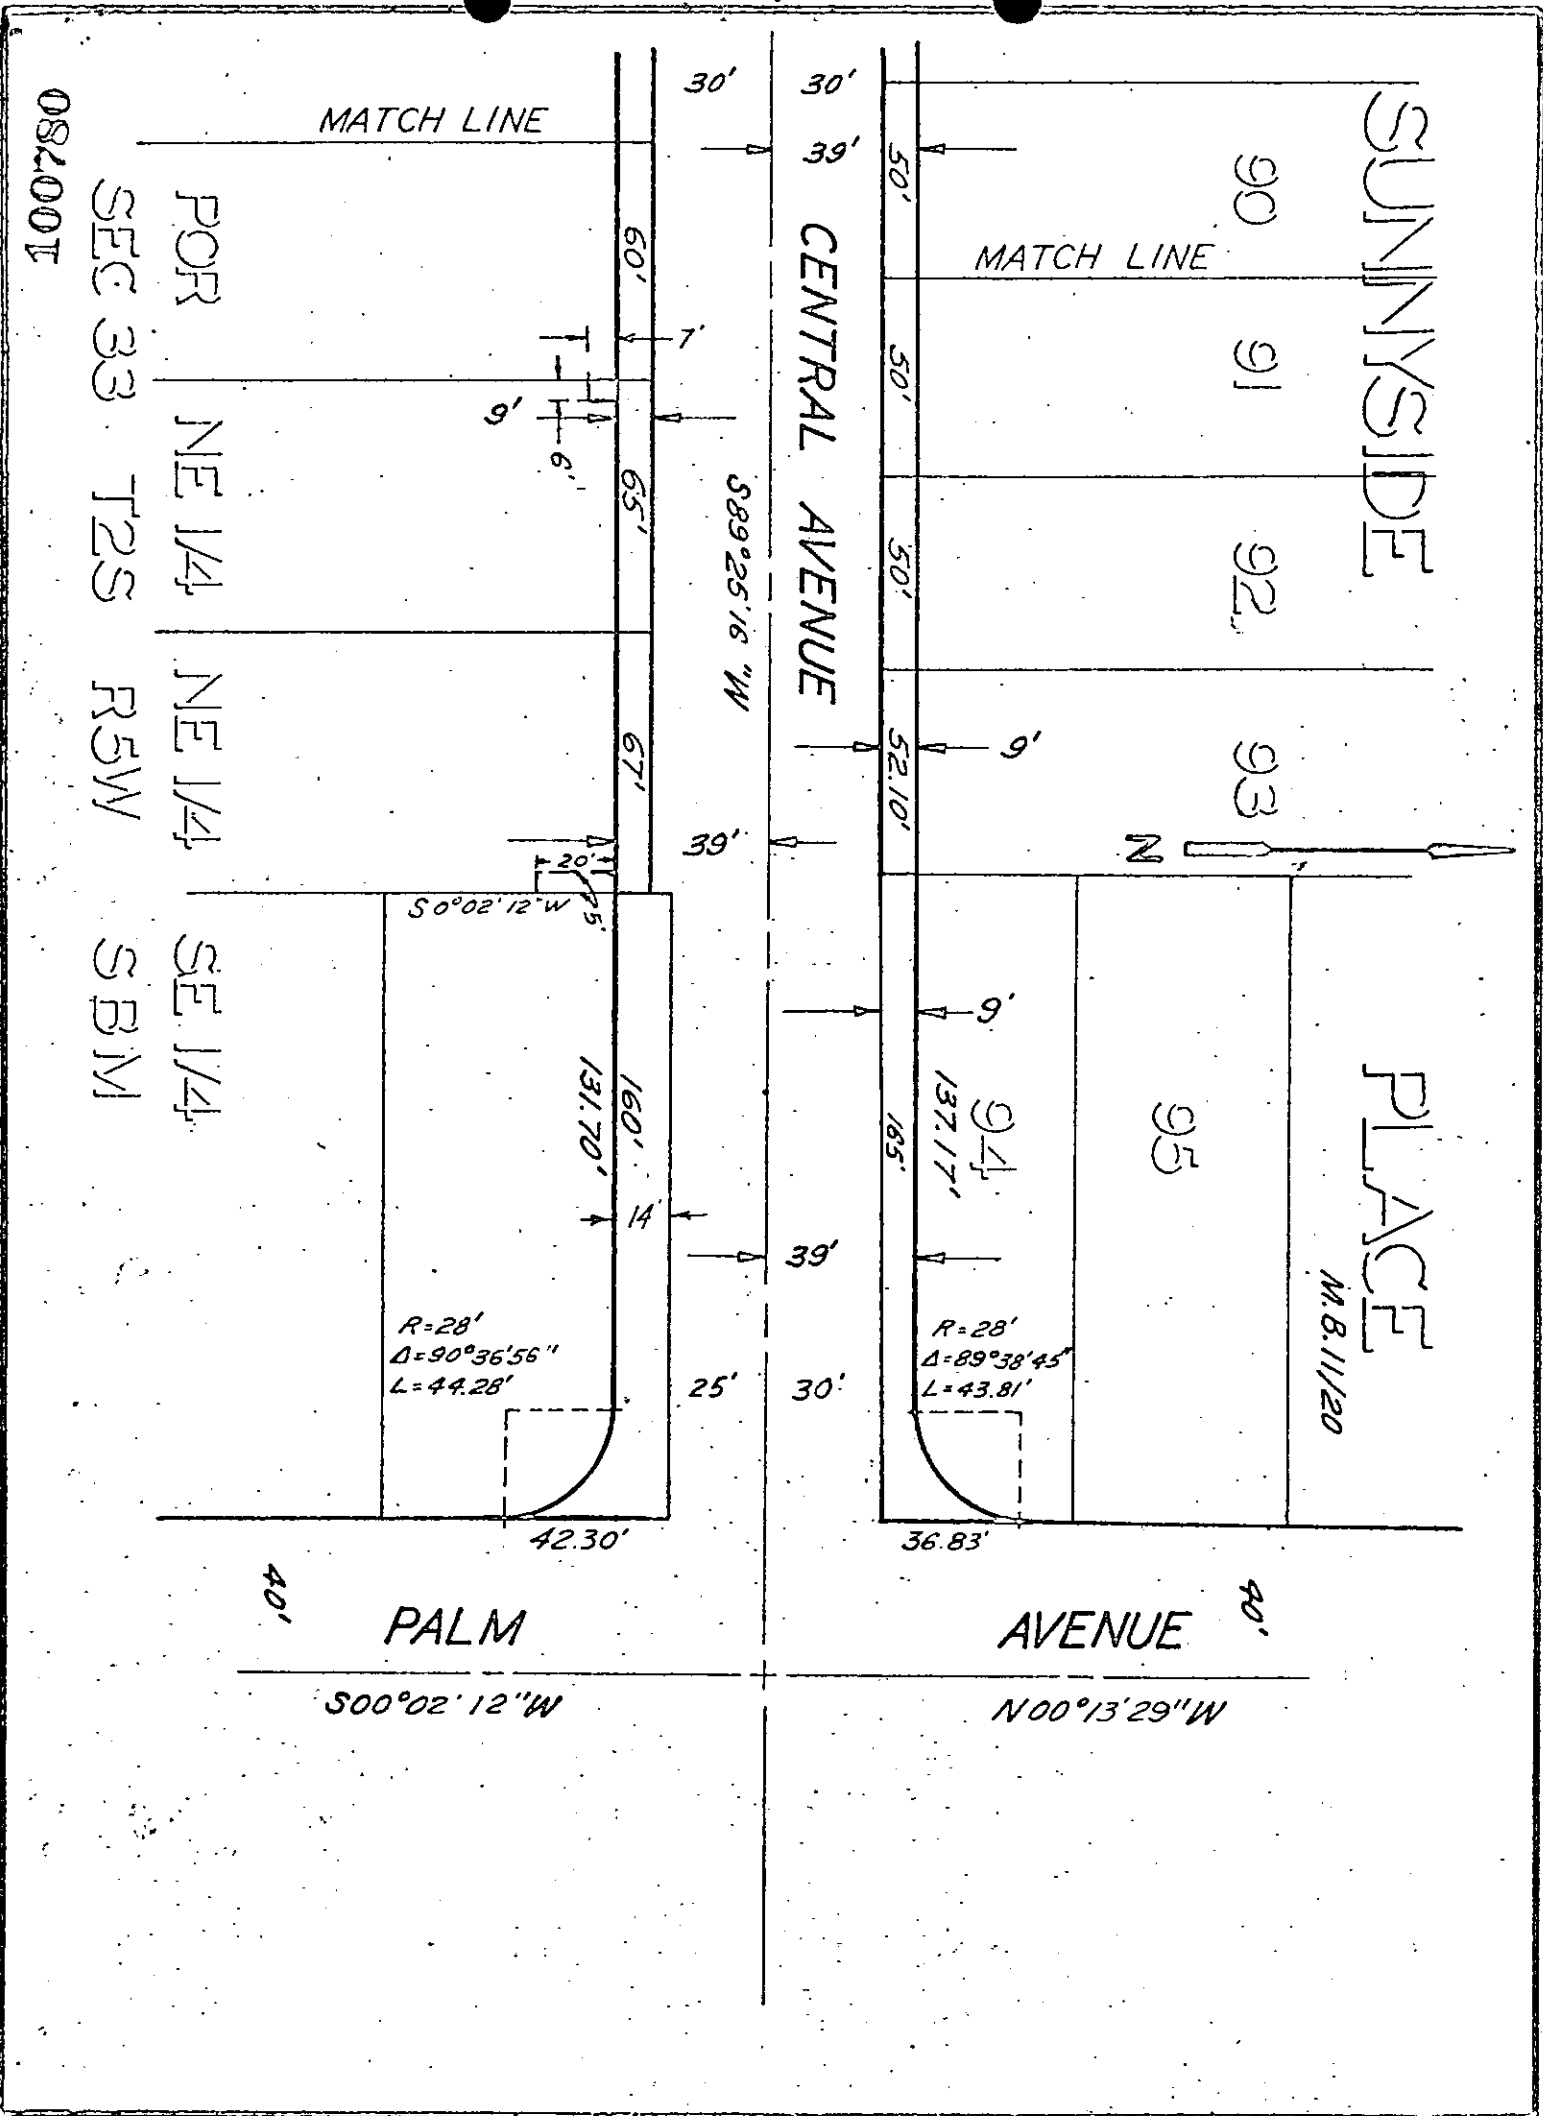 SUNNYSIDE PLACE
M.B. 11/20
90
91
92
93
94
95
MATCH LINE
N
50'
50'
50'
52.10'
165'
137.17'
9'
9'
30'
39'
39'
30'
R=28'
Δ=89°38'45"
L=43.81'
36.83'
CENTRAL AVENUE
S89°25'16"W
30'
39'
25'
MATCH LINE
60'
65'
67'
160'
131.70'
7'
9'
6'
20'
S0°02'12"W
14'
R=28'
Δ=90°36'56"
L=44.28'
42.30'
POR NE 1/4 NE 1/4 SE 1/4
SEC 33 T2S R5W SBM
40'
40'
PALM AVENUE
S00°02'12"W
N00°13'29"W